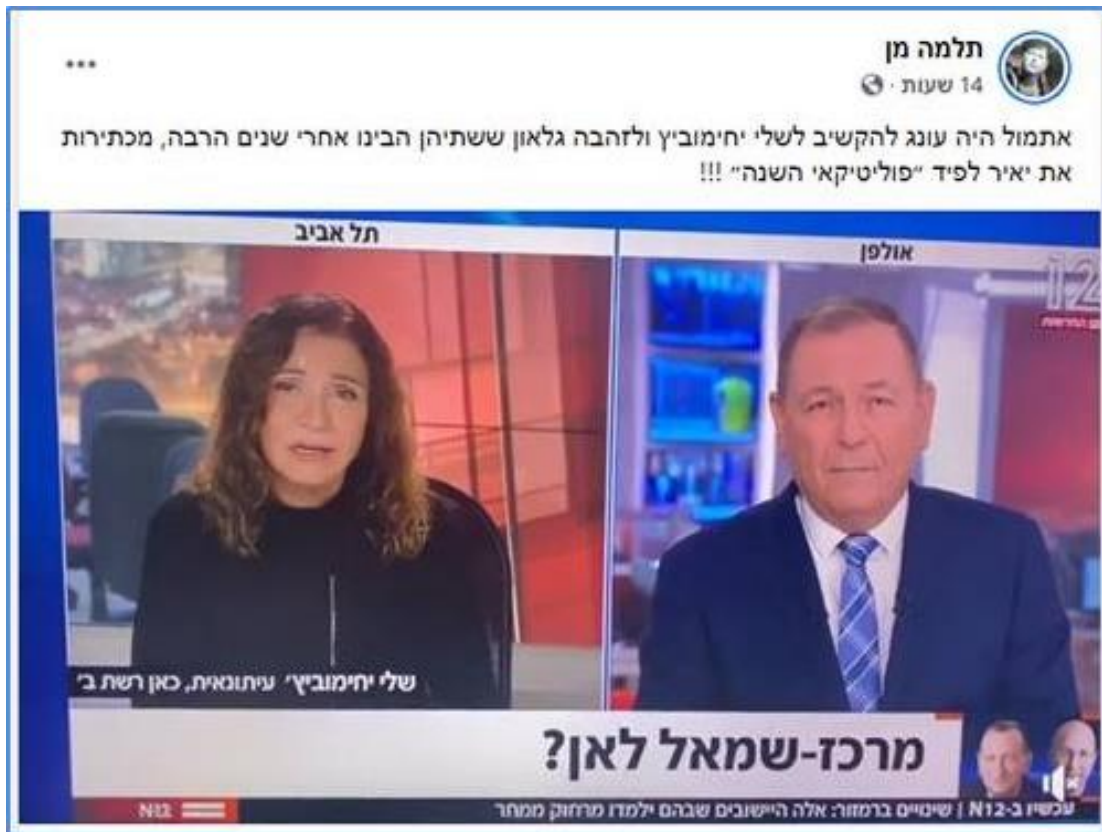 תלמה מן
14 שעות ·
אתמול היה עונג להקשיב לשלי יחימוביץ ולזהבה גלאון ששתיהן הבינו אחרי שנים הרבה, מכתירות
את יאיר לפיד ״פוליטיקאי השנה״ !!!
תל אביב
אולפן
12
החדשות
שלי יחימוביץ׳ עיתונאית, כאן רשת ב׳
מרכז-שמאל לאן?
N12
עכשיו ב-N12 | שינויים ברמזור: אלה היישובים שבהם ילמדו מרחוק ממחר